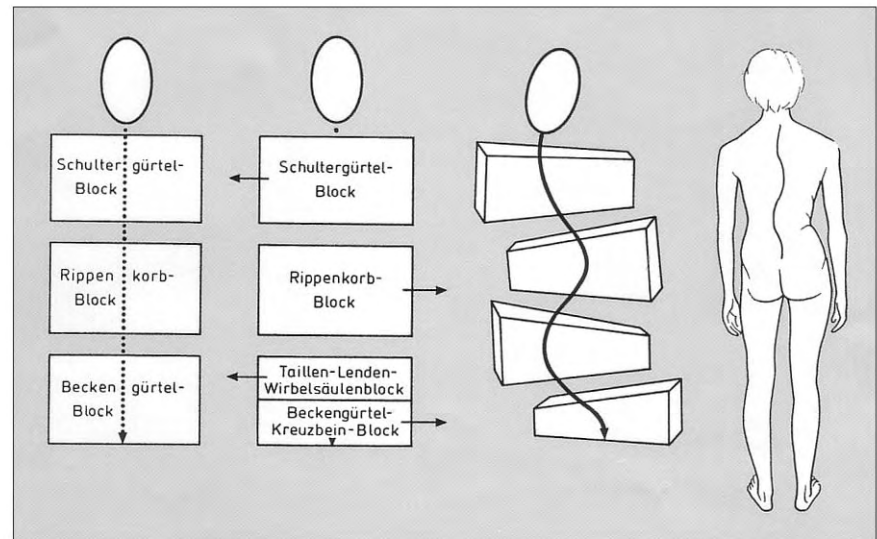 Schulter gürtel-
Block
Rippen korb-
Block
Becken gürtel-
Block
Schultergürtel-
Block
Rippenkorb-
Block
Taillen-Lenden-
Wirbelsäulenblock
Beckengürtel-
Kreuzbein-Block